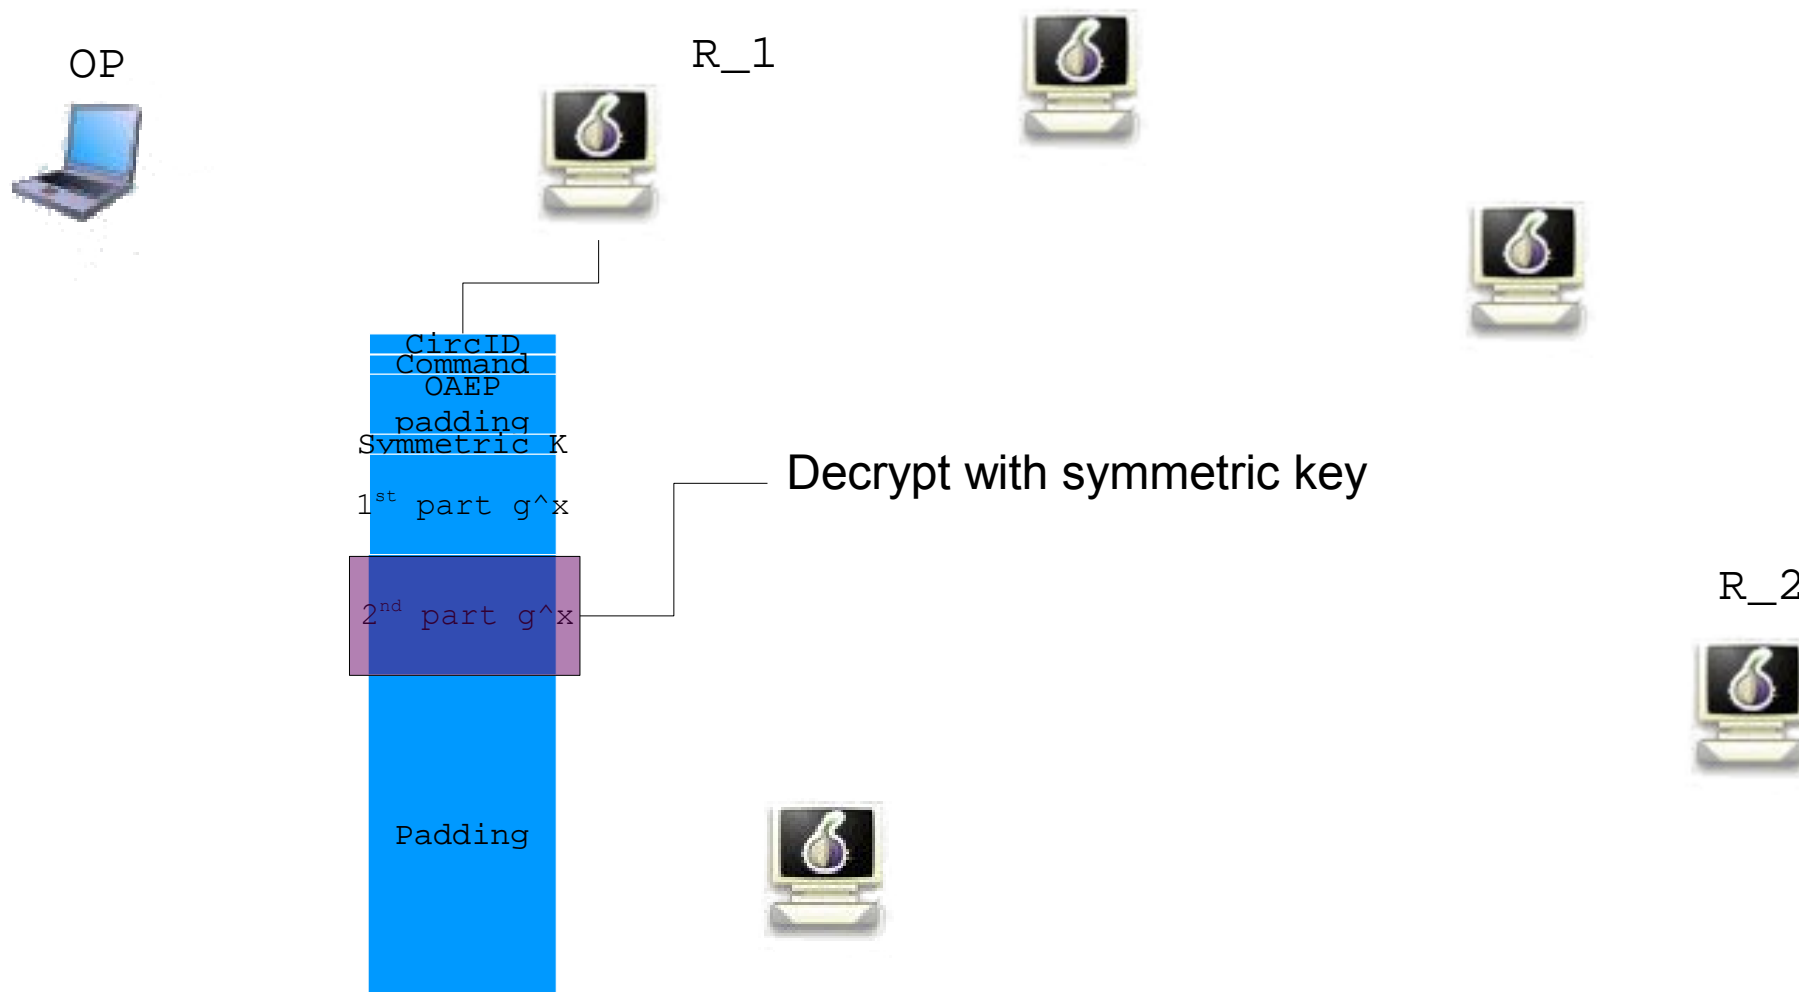 OP
R_1
CircID
Command
OAEP
padding
Symmetric K
1st part g^x
Decrypt with symmetric key
2nd part g^x
R_2
Padding